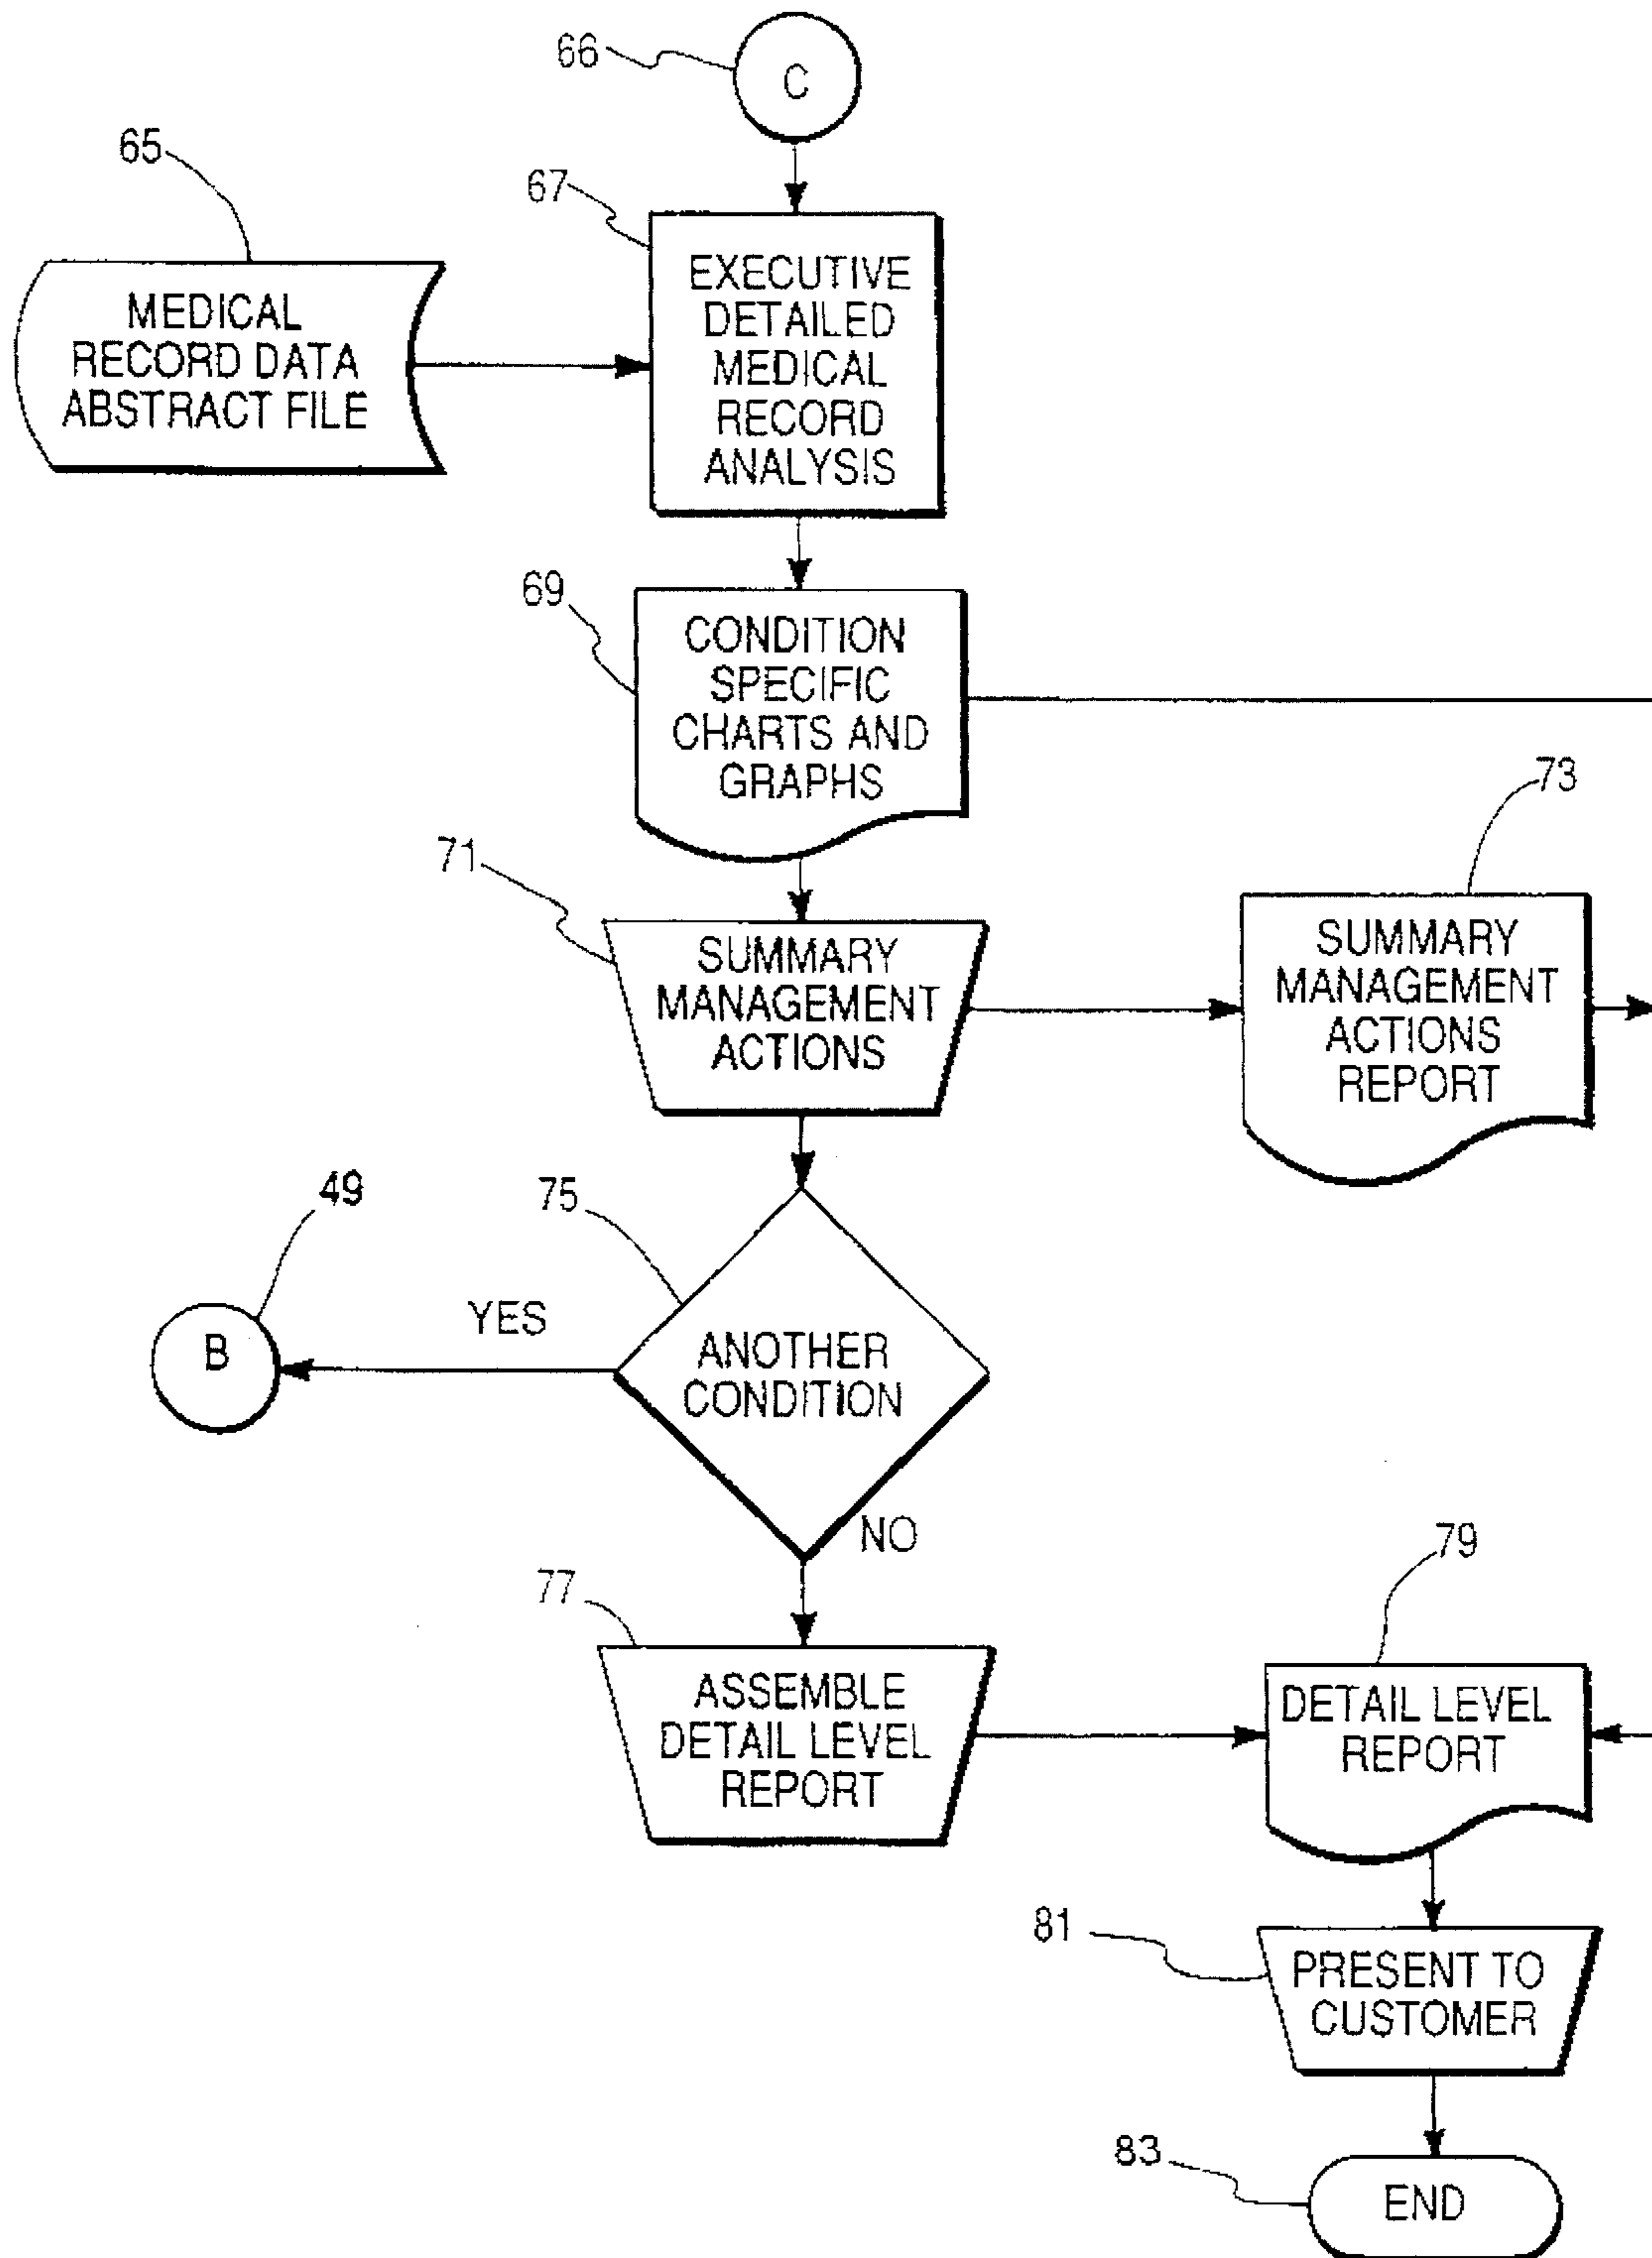 66
C
65
67
MEDICAL
RECORD DATA
ABSTRACT FILE
EXECUTIVE
DETAILED
MEDICAL
RECORD
ANALYSIS
69
CONDITION
SPECIFIC
CHARTS AND
GRAPHS
71
SUMMARY
MANAGEMENT
ACTIONS
73
SUMMARY
MANAGEMENT
ACTIONS
REPORT
49
B
YES
75
ANOTHER
CONDITION
NO
77
ASSEMBLE
DETAIL LEVEL
REPORT
79
DETAIL LEVEL
REPORT
81
PRESENT TO
CUSTOMER
83
END